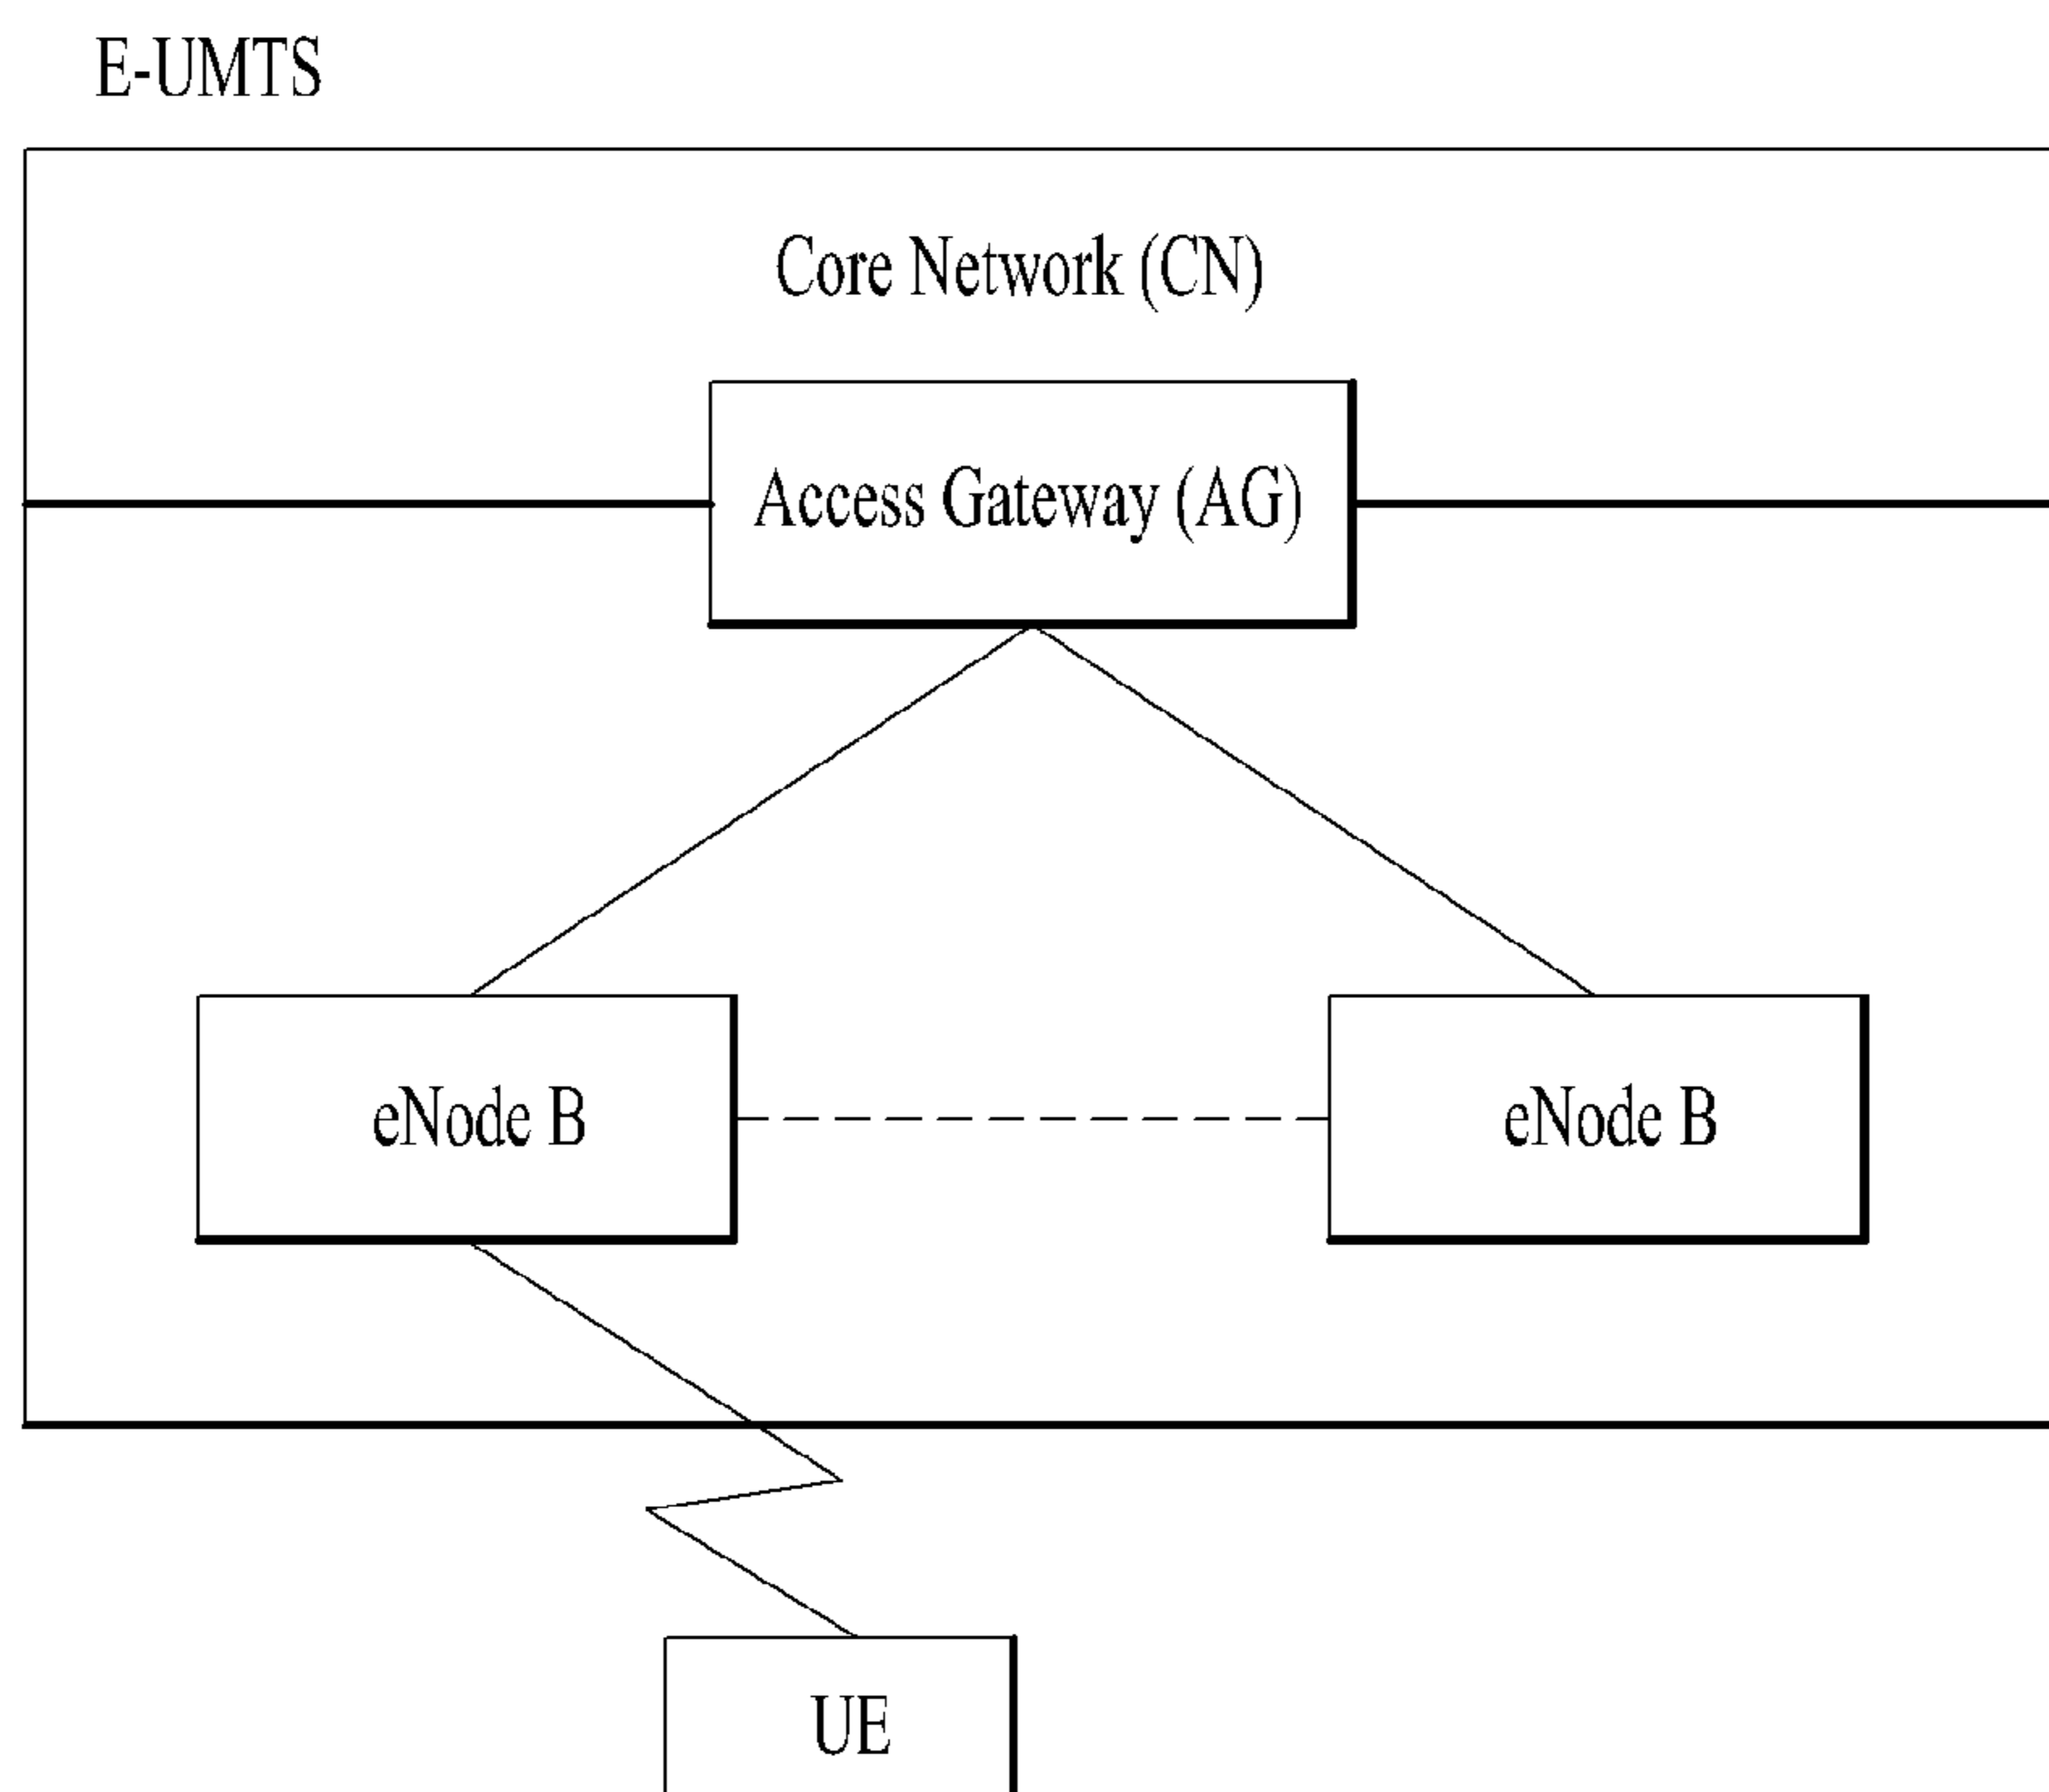 E-UMTS
Core Network (CN)
Access Gateway (AG)
eNode B
eNode B
UE